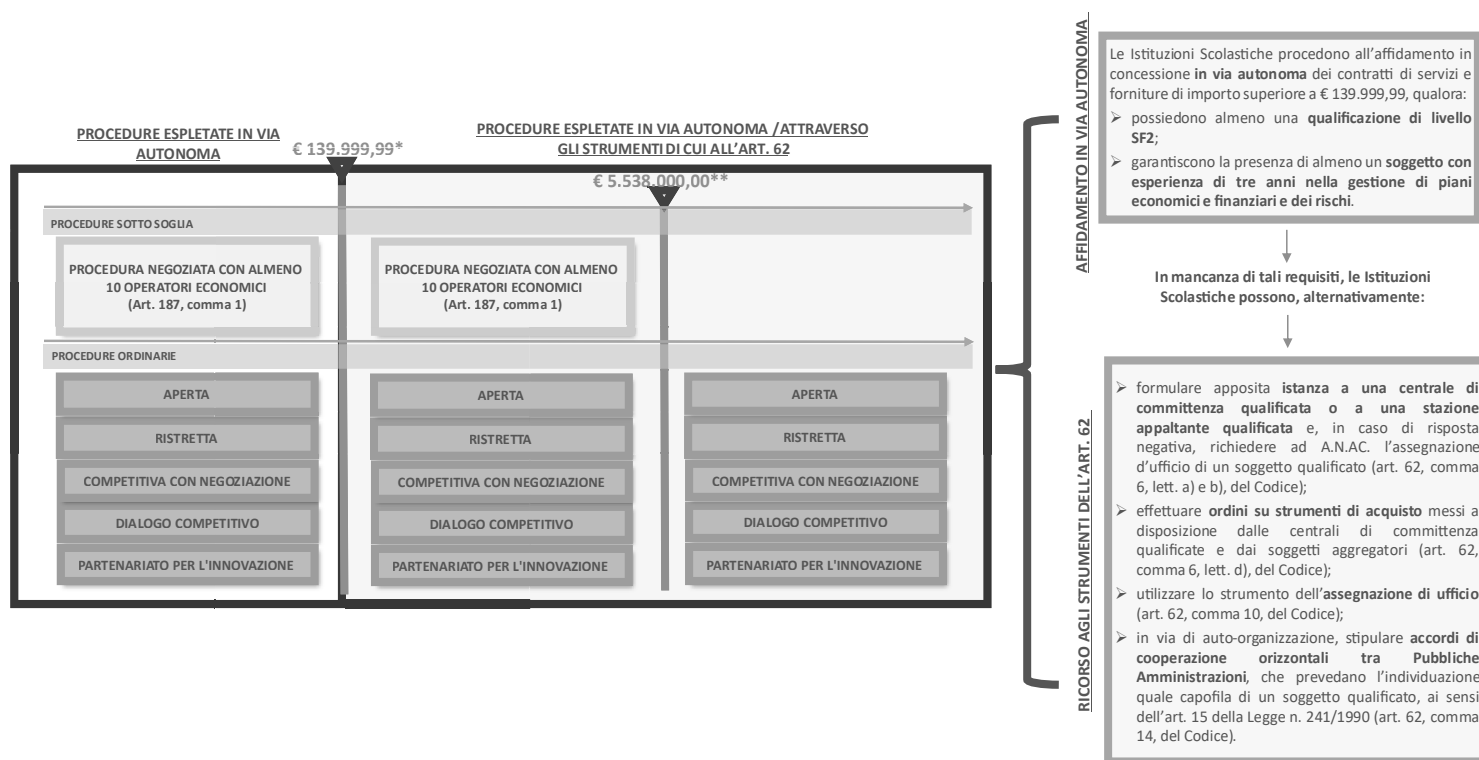 PROCEDURE ESPLETATE IN VIA
AUTONOMA
€ 139.999,99*
PROCEDURE ESPLETATE IN VIA AUTONOMA /ATTRAVERSO
GLI STRUMENTI DI CUI ALL'ART. 62
€ 5.538.000,00**
PROCEDURE SOTTO SOGLIA
PROCEDURA NEGOZIATA CON ALMENO
10 OPERATORI ECONOMICI
(Art. 187, comma 1)
PROCEDURA NEGOZIATA CON ALMENO
10 OPERATORI ECONOMICI
(Art. 187, comma 1)
PROCEDURE ORDINARIE
APERTA
RISTRETTA
COMPETITIVA CON NEGOZIAZIONE
DIALOGO COMPETITIVO
PARTENARIATO PER L'INNOVAZIONE
APERTA
RISTRETTA
COMPETITIVA CON NEGOZIAZIONE
DIALOGO COMPETITIVO
PARTENARIATO PER L'INNOVAZIONE
APERTA
RISTRETTA
COMPETITIVA CON NEGOZIAZIONE
DIALOGO COMPETITIVO
PARTENARIATO PER L'INNOVAZIONE
AFFIDAMENTO IN VIA AUTONOMA
Le Istituzioni Scolastiche procedono all'affidamento in
concessione in via autonoma dei contratti di servizi e
forniture di importo superiore a € 139.999,99, qualora:
➢ possiedono almeno una qualificazione di livello
SF2;
➢ garantiscono la presenza di almeno un soggetto con
esperienza di tre anni nella gestione di piani
economici e finanziari e dei rischi.
In mancanza di tali requisiti, le Istituzioni
Scolastiche possono, alternativamente:
RICORSO AGLI STRUMENTI DELL'ART. 62
➢ formulare apposita istanza a una centrale di
committenza qualificata o a una stazione
appaltante qualificata e, in caso di risposta
negativa, richiedere ad A.N.AC. l'assegnazione
d'ufficio di un soggetto qualificato (art. 62, comma
6, lett. a) e b), del Codice);
➢ effettuare ordini su strumenti di acquisto messi a
disposizione dalle centrali di committenza
qualificate e dai soggetti aggregatori (art. 62,
comma 6, lett. d), del Codice);
➢ utilizzare lo strumento dell'assegnazione di ufficio
(art. 62, comma 10, del Codice);
➢ in via di auto-organizzazione, stipulare accordi di
cooperazione orizzontali tra Pubbliche
Amministrazioni, che prevedano l'individuazione
quale capofila di un soggetto qualificato, ai sensi
dell'art. 15 della Legge n. 241/1990 (art. 62, comma
14, del Codice).